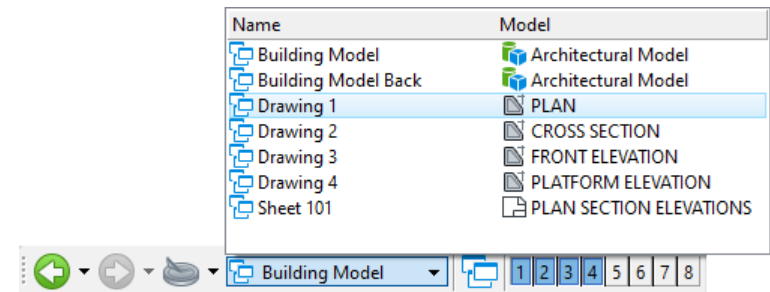 Name Model
Building Model Architectural Model
Building Model Back Architectural Model
Drawing 1 PLAN
Drawing 2 CROSS SECTION
Drawing 3 FRONT ELEVATION
Drawing 4 PLATFORM ELEVATION
Sheet 101 PLAN SECTION ELEVATIONS
Building Model 1 2 3 4 5 6 7 8